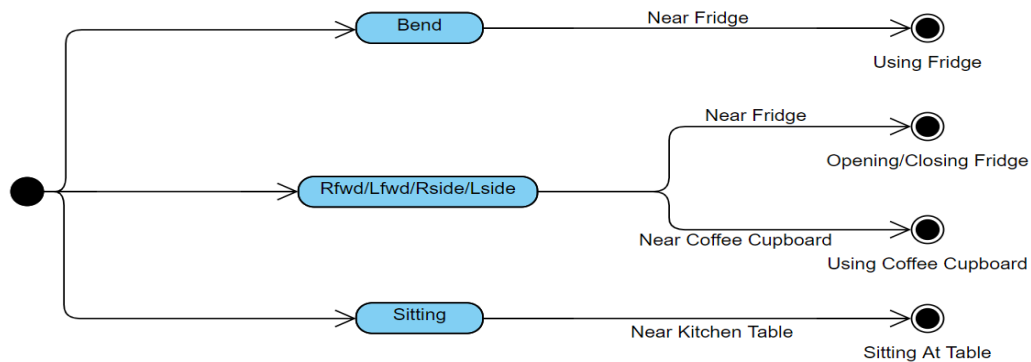 Bend
Near Fridge
Using Fridge
Near Fridge
Opening/Closing Fridge
Rfwd/Lfwd/Rside/Lside
Near Coffee Cupboard
Using Coffee Cupboard
Sitting
Near Kitchen Table
Sitting At Table